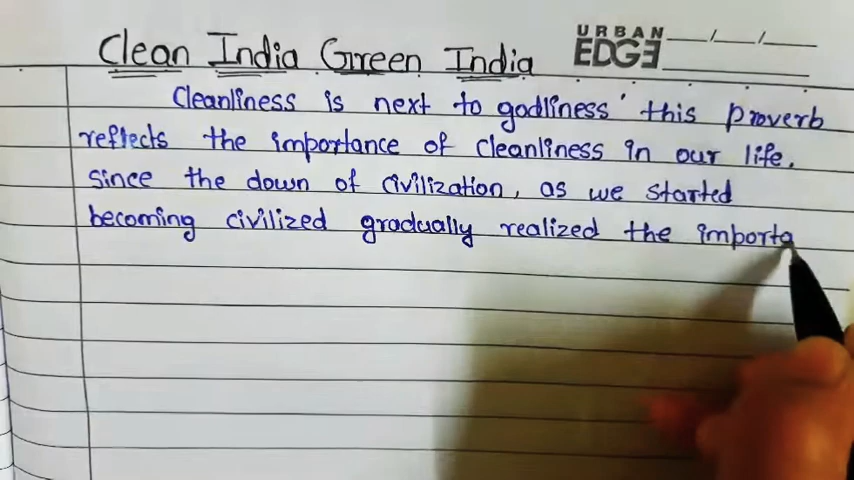 Clean India Green India
URBAN
EDGE
Cleanliness is next to godliness ' this proverb
reflects the importance of cleanliness in our life.
since the down of civilization, as we started
becoming civilized gradually realized the importa